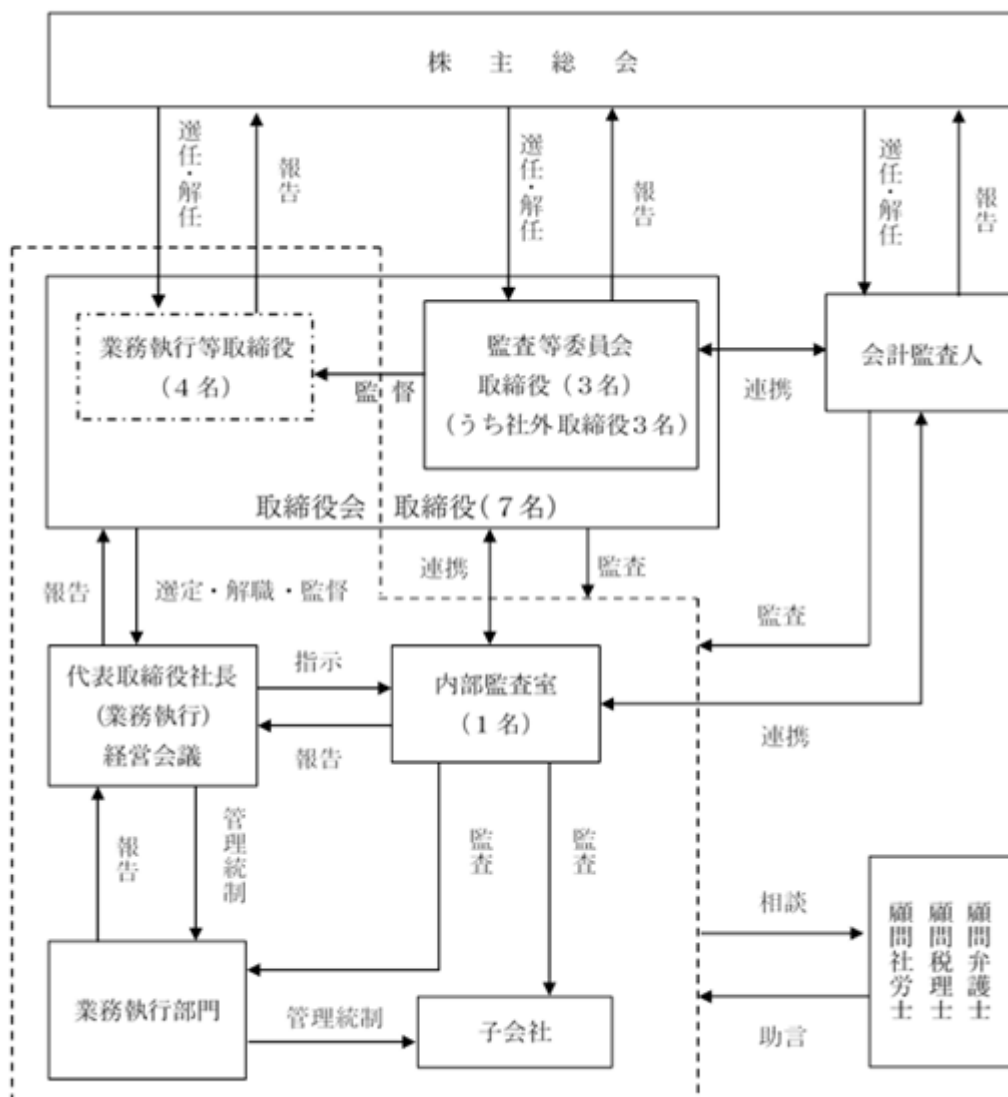 株主総会
選任・解任
報告
選任・解任
報告
選任・解任
報告
業務執行等取締役
（4名）
監督
監査等委員会
取締役（3名）
（うち社外取締役3名）
連携
会計監査人
取締役会 取締役（7名）
報告
選定・解職・監督
連携
監査
監査
代表取締役社長
（業務執行）
経営会議
指示
報告
内部監査室
（1名）
連携
報告
管理統制
監査
監査
相談
助言
顧問弁護士
顧問税理士
顧問社労士
業務執行部門
管理統制
子会社